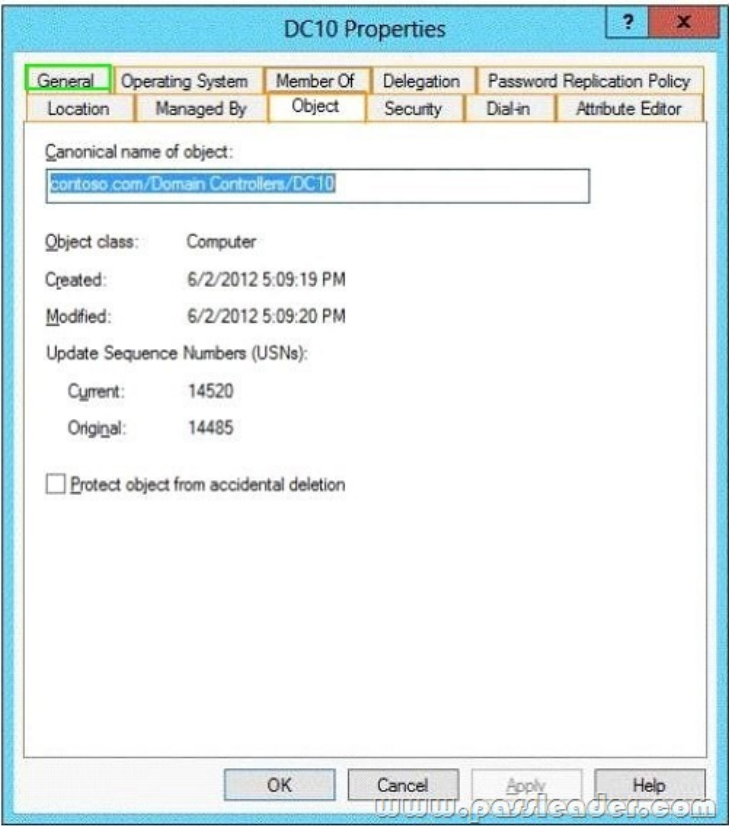 DC10 Properties
?
X
General Operating System Member Of Delegation Password Replication Policy
Location Managed By Object Security Dial-in Attribute Editor
Canonical name of object:
contoso.com/Domain Controllers/DC10
Object class: Computer
Created: 6/2/2012 5:09:19 PM
Modified: 6/2/2012 5:09:20 PM
Update Sequence Numbers (USNs):
Current: 14520
Original: 14485
Protect object from accidental deletion
OK Cancel Apply Help
www.passleader.com